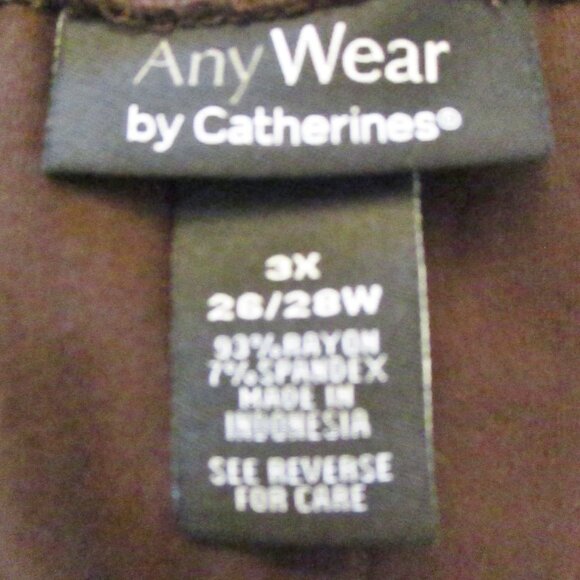 Any Wear
by Catherines®
3X
26/28W
93% RAYON
7% SPANDEX
MADE IN
INDONESIA
SEE REVERSE
FOR CARE